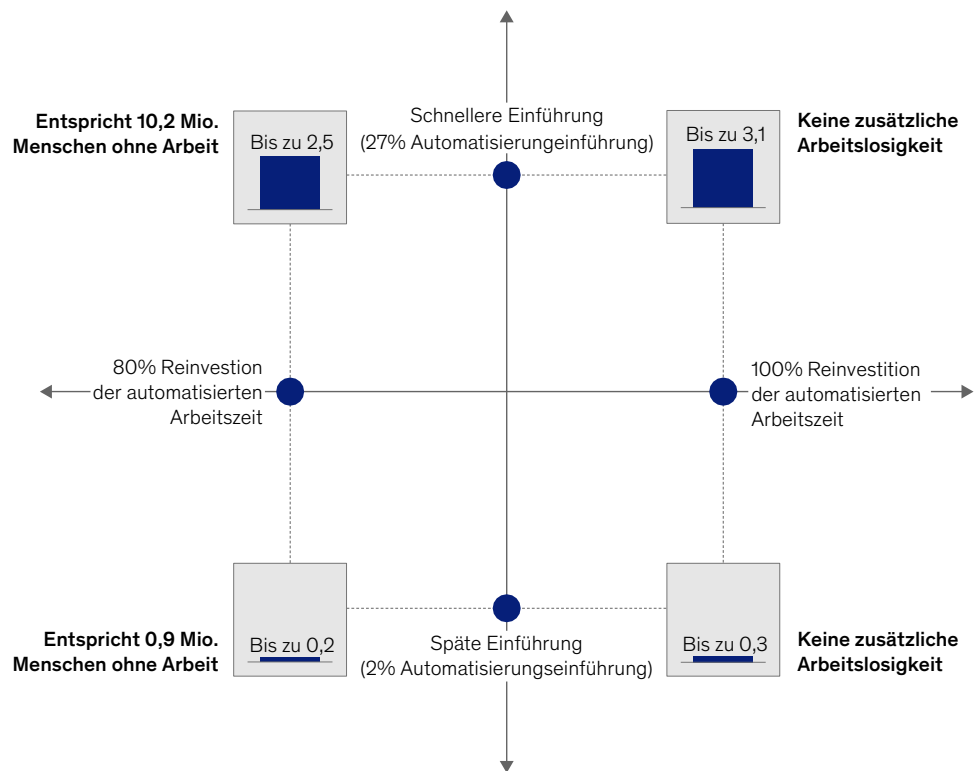 Entspricht 10,2 Mio.
Menschen ohne Arbeit
Bis zu 2,5
Schnellere Einführung
(27% Automatisierungeinführung)
Bis zu 3,1
Keine zusätzliche
Arbeitslosigkeit
80% Reinvestion
der automatisierten
Arbeitszeit
100% Reinvestition
der automatisierten
Arbeitszeit
Entspricht 0,9 Mio.
Menschen ohne Arbeit
Bis zu 0,2
Späte Einführung
(2% Automatisierungseinführung)
Bis zu 0,3
Keine zusätzliche
Arbeitslosigkeit